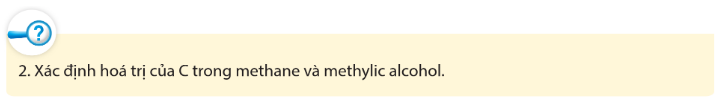 2. Xác định hoá trị của C trong methane và methylic alcohol.